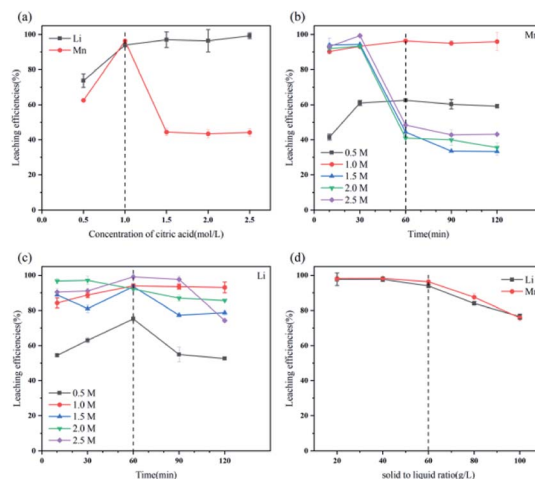 (a)
Li
Mn
Leaching efficiencies(%)
120
100
80
60
40
20
0
0.0
0.5
1.0
1.5
2.0
2.5
Concentration of citric acid(mol/L)
(b)
Mn
Leaching efficiencies(%)
120
100
80
60
40
20
0
0.5 M
1.0 M
1.5 M
2.0 M
2.5 M
0
30
60
90
120
Time(min)
(c)
Li
Leaching efficiencies(%)
100
80
60
40
20
0
0.5 M
1.0 M
1.5 M
2.0 M
2.5 M
0
30
60
90
120
Time(min)
(d)
Leaching efficiencies(%)
120
100
80
60
40
20
0
Li
Mn
20
40
60
80
100
solid to liquid ratio(g/L)